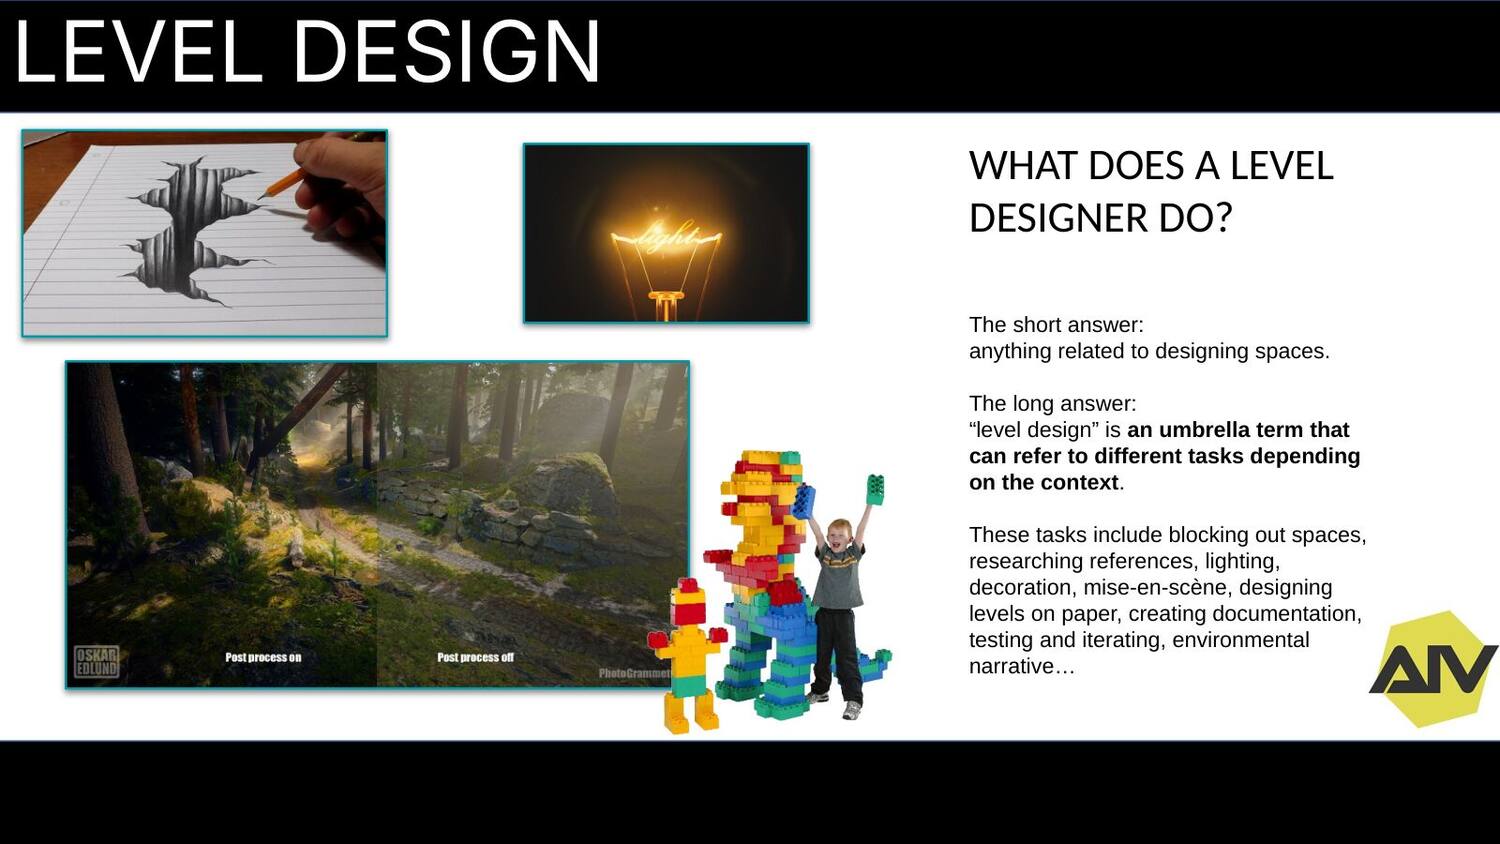 LEVEL DESIGN
light
Post process on
Post process off
OSKAR
EDLUND
WHAT DOES A LEVEL
DESIGNER DO?
The short answer:
anything related to designing spaces.
The long answer:
“level design” is an umbrella term that
can refer to different tasks depending
on the context.
These tasks include blocking out spaces,
researching references, lighting,
decoration, mise-en-scène, designing
levels on paper, creating documentation,
testing and iterating, environmental
narrative…
AIV